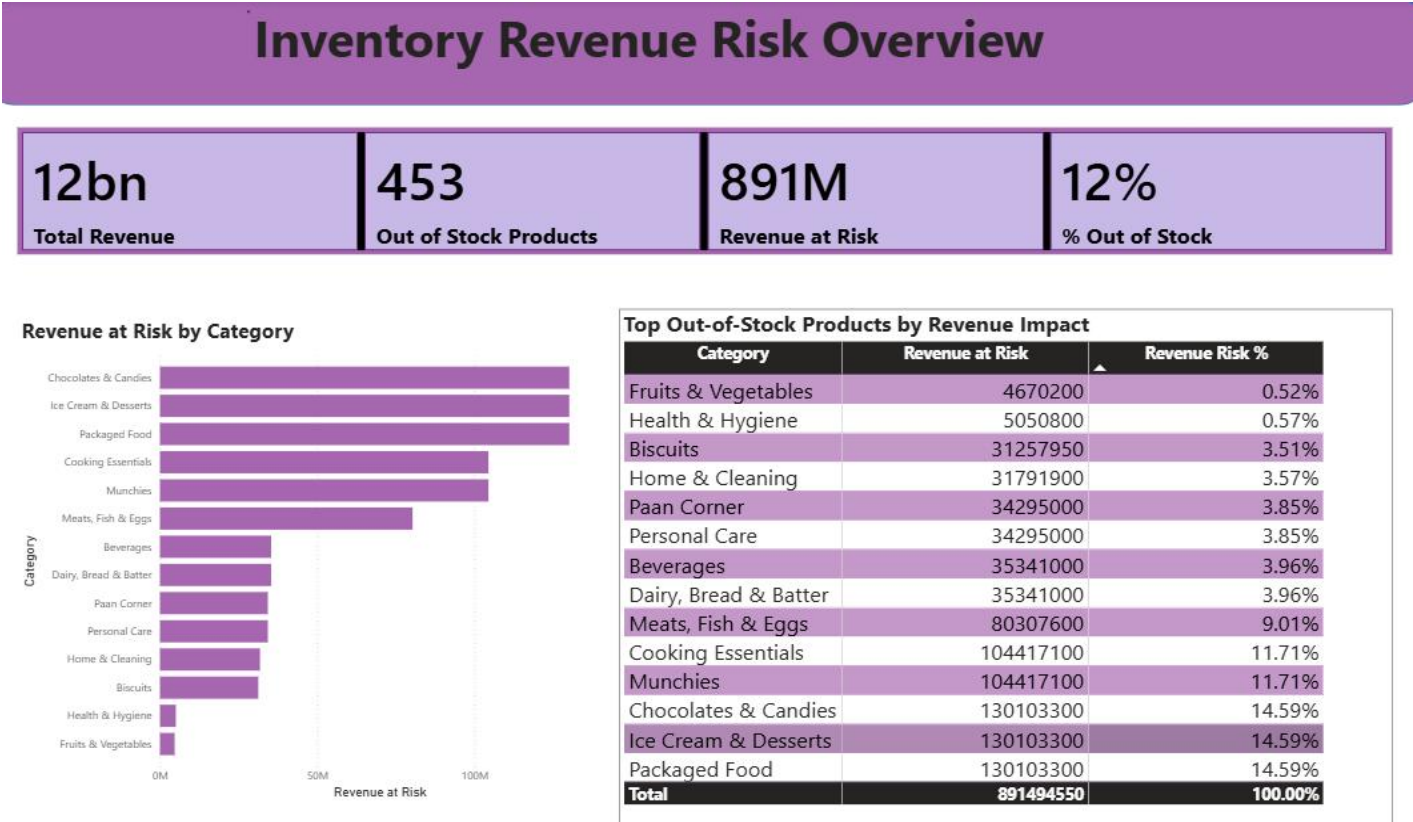 Inventory Revenue Risk Overview
12bn
Total Revenue
453
Out of Stock Products
891M
Revenue at Risk
12%
% Out of Stock
Revenue at Risk by Category
Category
Chocolates & Candies
Ice Cream & Desserts
Packaged Food
Cooking Essentials
Munchies
Meats, Fish & Eggs
Beverages
Dairy, Bread & Batter
Paan Corner
Personal Care
Home & Cleaning
Biscuits
Health & Hygiene
Fruits & Vegetables
0M 50M 100M
Revenue at Risk
Top Out-of-Stock Products by Revenue Impact
Category Revenue at Risk Revenue Risk %
Fruits & Vegetables 4670200 0.52%
Health & Hygiene 5050800 0.57%
Biscuits 31257950 3.51%
Home & Cleaning 31791900 3.57%
Paan Corner 34295000 3.85%
Personal Care 34295000 3.85%
Beverages 35341000 3.96%
Dairy, Bread & Batter 35341000 3.96%
Meats, Fish & Eggs 80307600 9.01%
Cooking Essentials 104417100 11.71%
Munchies 104417100 11.71%
Chocolates & Candies 130103300 14.59%
Ice Cream & Desserts 130103300 14.59%
Packaged Food 130103300 14.59%
Total 891494550 100.00%